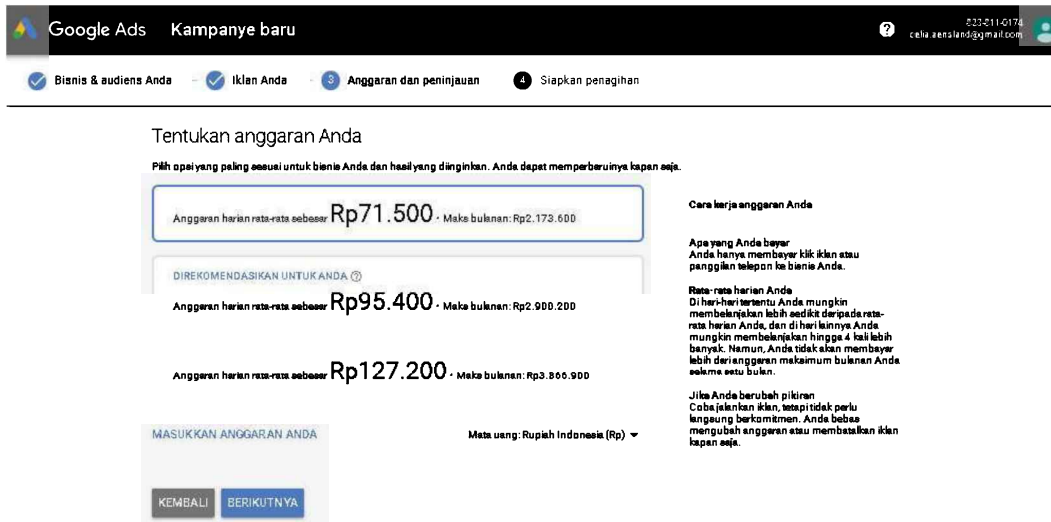 Google Ads Kampanye baru
? 823-811-0174
celia.aensland@gmail.com
Bisnis & audiens Anda Iklan Anda 3 Anggaran dan peninjauan 4 Siapkan penagihan
Tentukan anggaran Anda
Pilih opsi yang paling sesuai untuk bisnis Anda dan hasil yang diinginkan. Anda dapat memperbaruinya kapan saja.
Anggaran harian rata-rata sebesar Rp71.500 · Maks bulanan: Rp2.173.600
DIREKOMENDASIKAN UNTUK ANDA ?
Anggaran harian rata-rata sebesar Rp95.400 · Maks bulanan: Rp2.900.200
Anggaran harian rata-rata sebesar Rp127.200 · Maks bulanan: Rp3.866.900
MASUKKAN ANGGARAN ANDA Mata uang: Rupiah Indonesia (Rp)
KEMBALI BERIKUTNYA
Cara kerja anggaran Anda
Apa yang Anda bayar
Anda hanya membayar klik iklan atau
panggilan telepon ke bisnis Anda.
Rata-rata harian Anda
Di hari-hari tertentu Anda mungkin
membelanjakan lebih sedikit daripada rata-
rata harian Anda, dan di hari lainnya Anda
mungkin membelanjakan hingga 4 kali lebih
banyak. Namun, Anda tidak akan membayar
lebih dari anggaran maksimum bulanan Anda
selama satu bulan.
Jika Anda berubah pikiran
Coba jalankan iklan, tetapi tidak perlu
langsung berkomitmen. Anda bebas
mengubah anggaran atau membatalkan iklan
kapan saja.